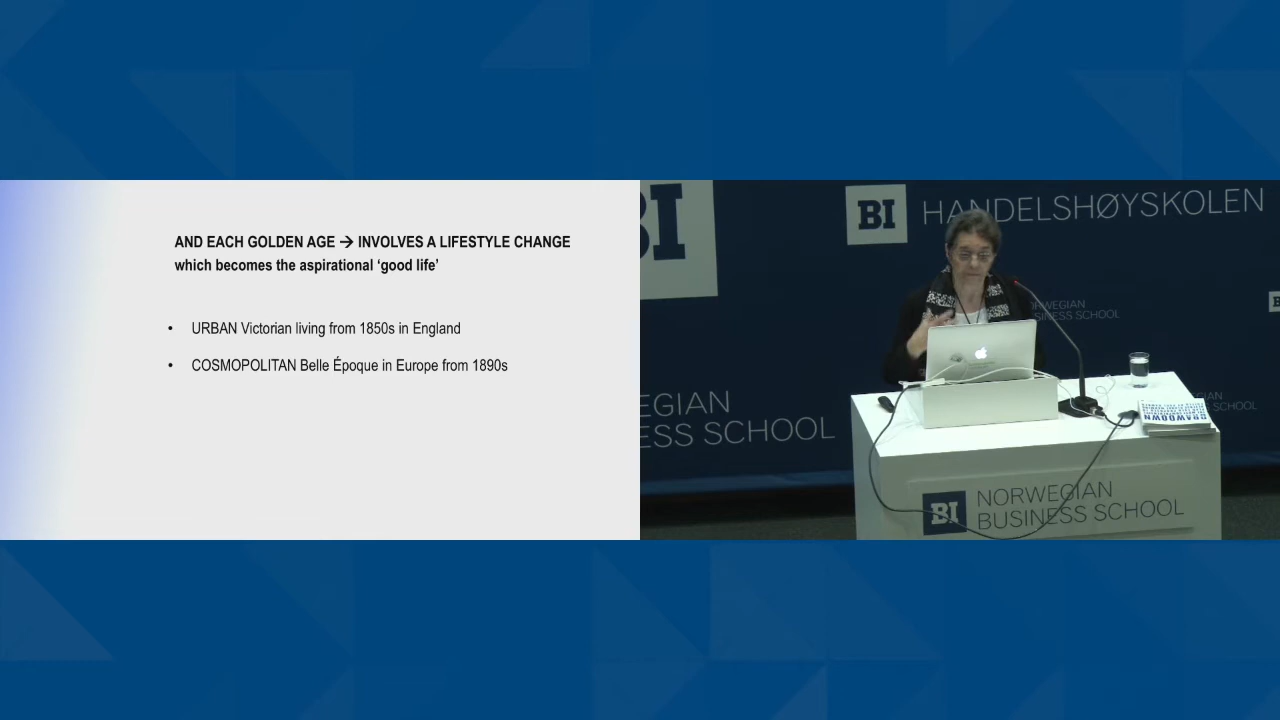 AND EACH GOLDEN AGE → INVOLVES A LIFESTYLE CHANGE
which becomes the aspirational ‘good life’
• URBAN Victorian living from 1850s in England
• COSMOPOLITAN Belle Époque in Europe from 1890s
BI
BI HANDELSHØYSKOLEN
NORWEGIAN
BUSINESS SCHOOL
EGIAN
ESS SCHOOL
DRAWDOWN
BI NORWEGIAN
BUSINESS SCHOOL